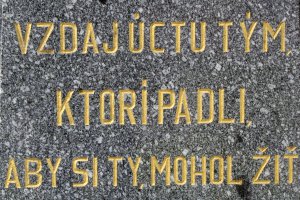 VZDAJ ÚCTU TÝM,
KTORÍ PADLI,
ABY SI TY, MOHOL ŽIŤ